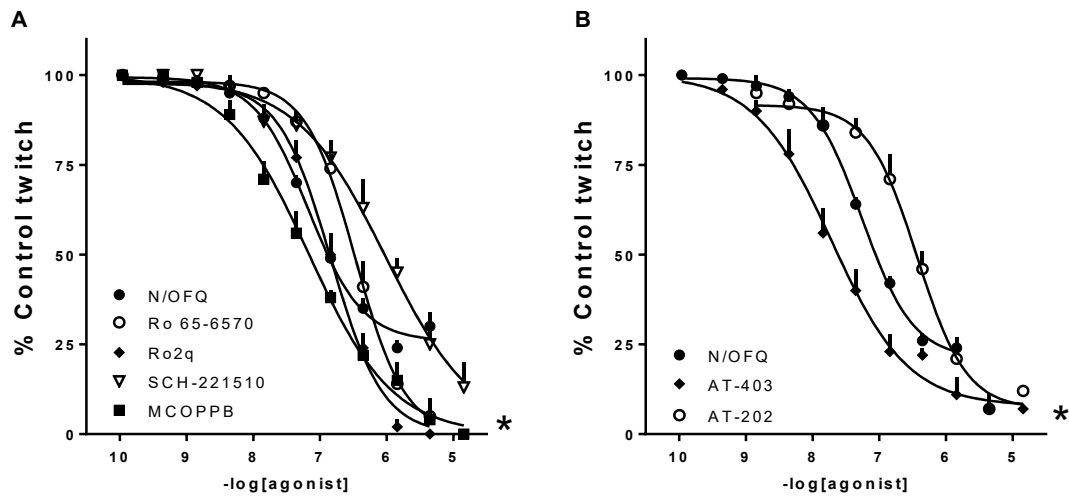 A
% Control twitch
100
75
50
25
0
N/OFQ
Ro 65-6570
Ro2q
SCH-221510
MCOPPB
*
10 9 8 7 6 5
-log[agonist]
B
% Control twitch
100
75
50
25
0
N/OFQ
AT-403
AT-202
*
10 9 8 7 6 5
-log[agonist]